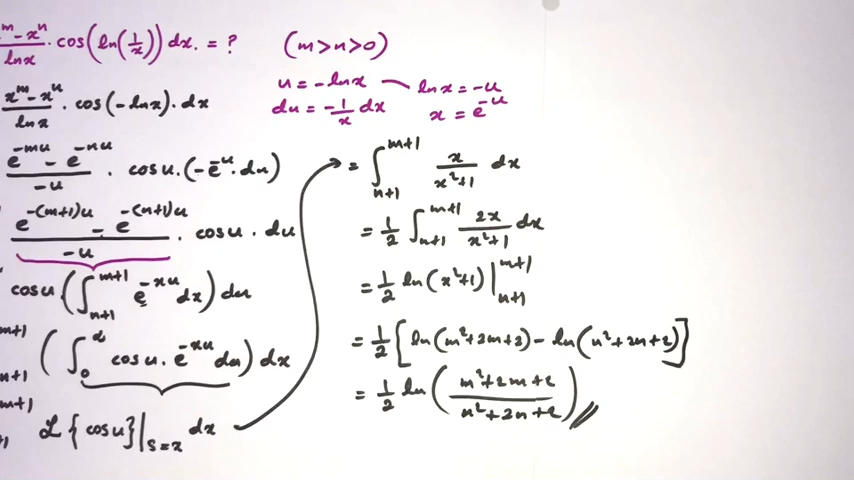 x^m - x^n / ln x · cos(ln(1/x)) dx. = ? (m>n>0)
x^m - x^n / ln x · cos(-ln x) · dx
u = -ln x ln x = -u
du = -1/x dx x = e^-u
e^-mu - e^-nu / -u · cos u · (-e^-u · du)
e^-(m+1)u - e^-(n+1)u / -u · cos u · du
cos u (∫_{n+1}^{m+1} e^-xu dx) du
m+1
n+1
(∫_0^∞ cos u · e^-xu du) dx
m+1
n+1
ℒ{cos u}|_{s=x} dx
= ∫_{n+1}^{m+1} x / x²+1 dx
= 1/2 ∫_{n+1}^{m+1} 2x / x²+1 dx
= 1/2 ln(x²+1) |_{n+1}^{m+1}
= 1/2 [ln(m²+2m+2) - ln(n²+2n+2)]
= 1/2 ln(m²+2m+2 / n²+2n+2)